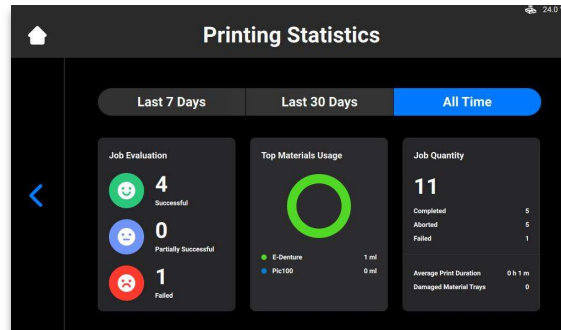 24.0
Printing Statistics
Last 7 Days
Last 30 Days
All Time
Job Evaluation
4
Successful
0
Partially Successful
1
Failed
Top Materials Usage
E-Denture 1 ml
Pic100 0 ml
Job Quantity
11
Completed 5
Aborted 5
Failed 1
Average Print Duration 0 h 1 m
Damaged Material Trays 0